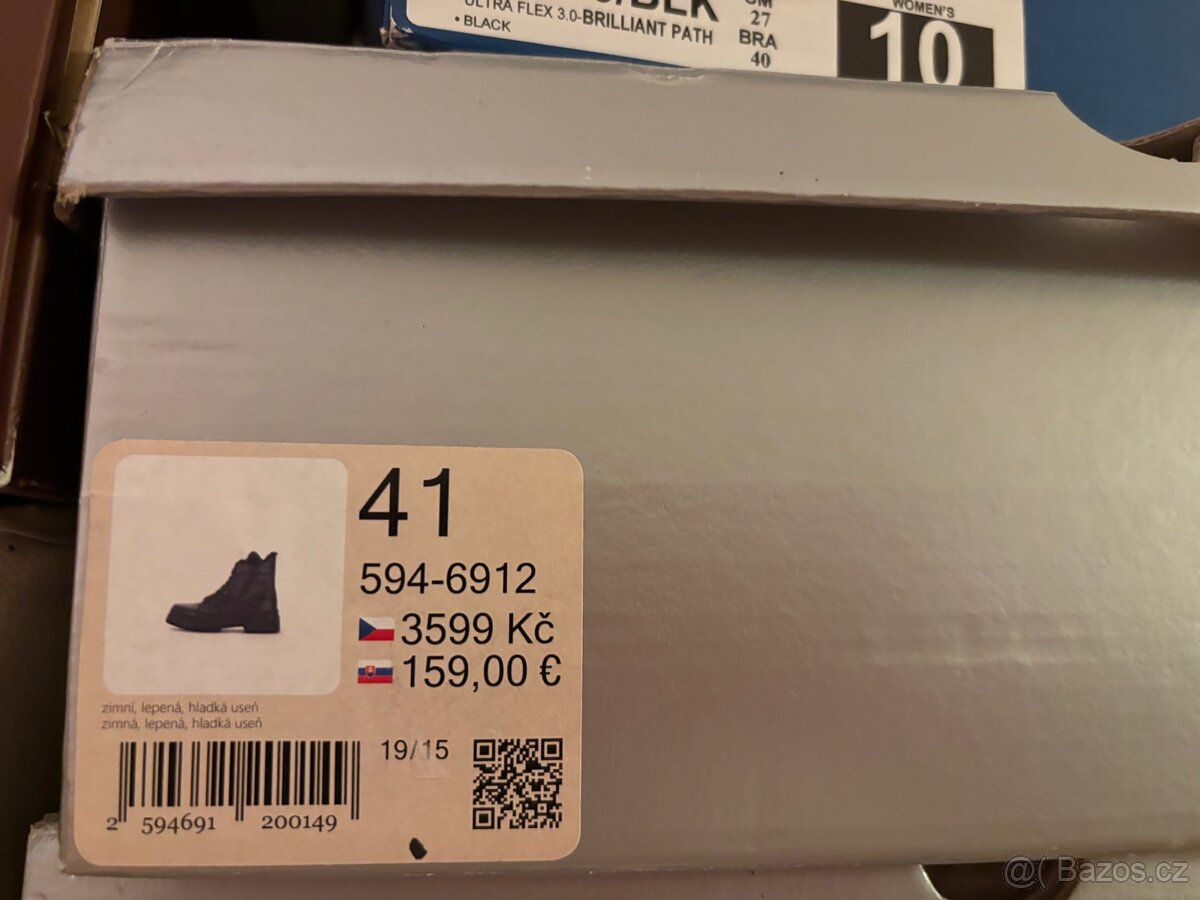 /BLK
CM
27
BRA
40
WOMEN'S
10
ULTRA FLEX 3.0-BRILLIANT PATH
• BLACK
41
594-6912
3599 Kč
159,00 €
zimní, lepená, hladká useň
zimná, lepená, hladká useň
19/15
2 594691 200149
@( Bazos.cz